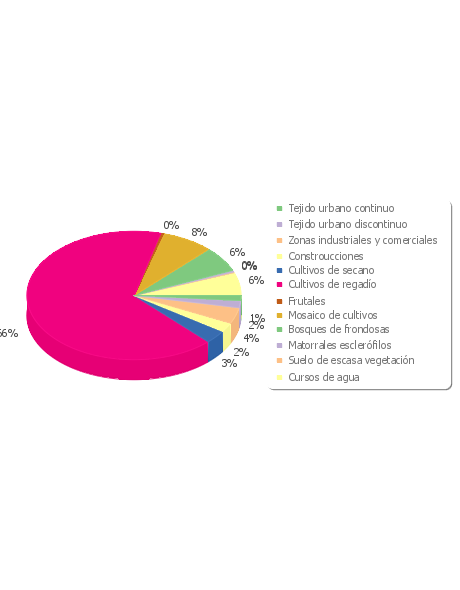 0%
8%
6%
0%
0%
6%
1%
2%
4%
2%
3%
66%
Tejido urbano continuo
Tejido urbano discontinuo
Zonas industriales y comerciales
Construcciones
Cultivos de secano
Cultivos de regadío
Frutales
Mosaico de cultivos
Bosques de frondosas
Matorrales esclerófilos
Suelo de escasa vegetación
Cursos de agua